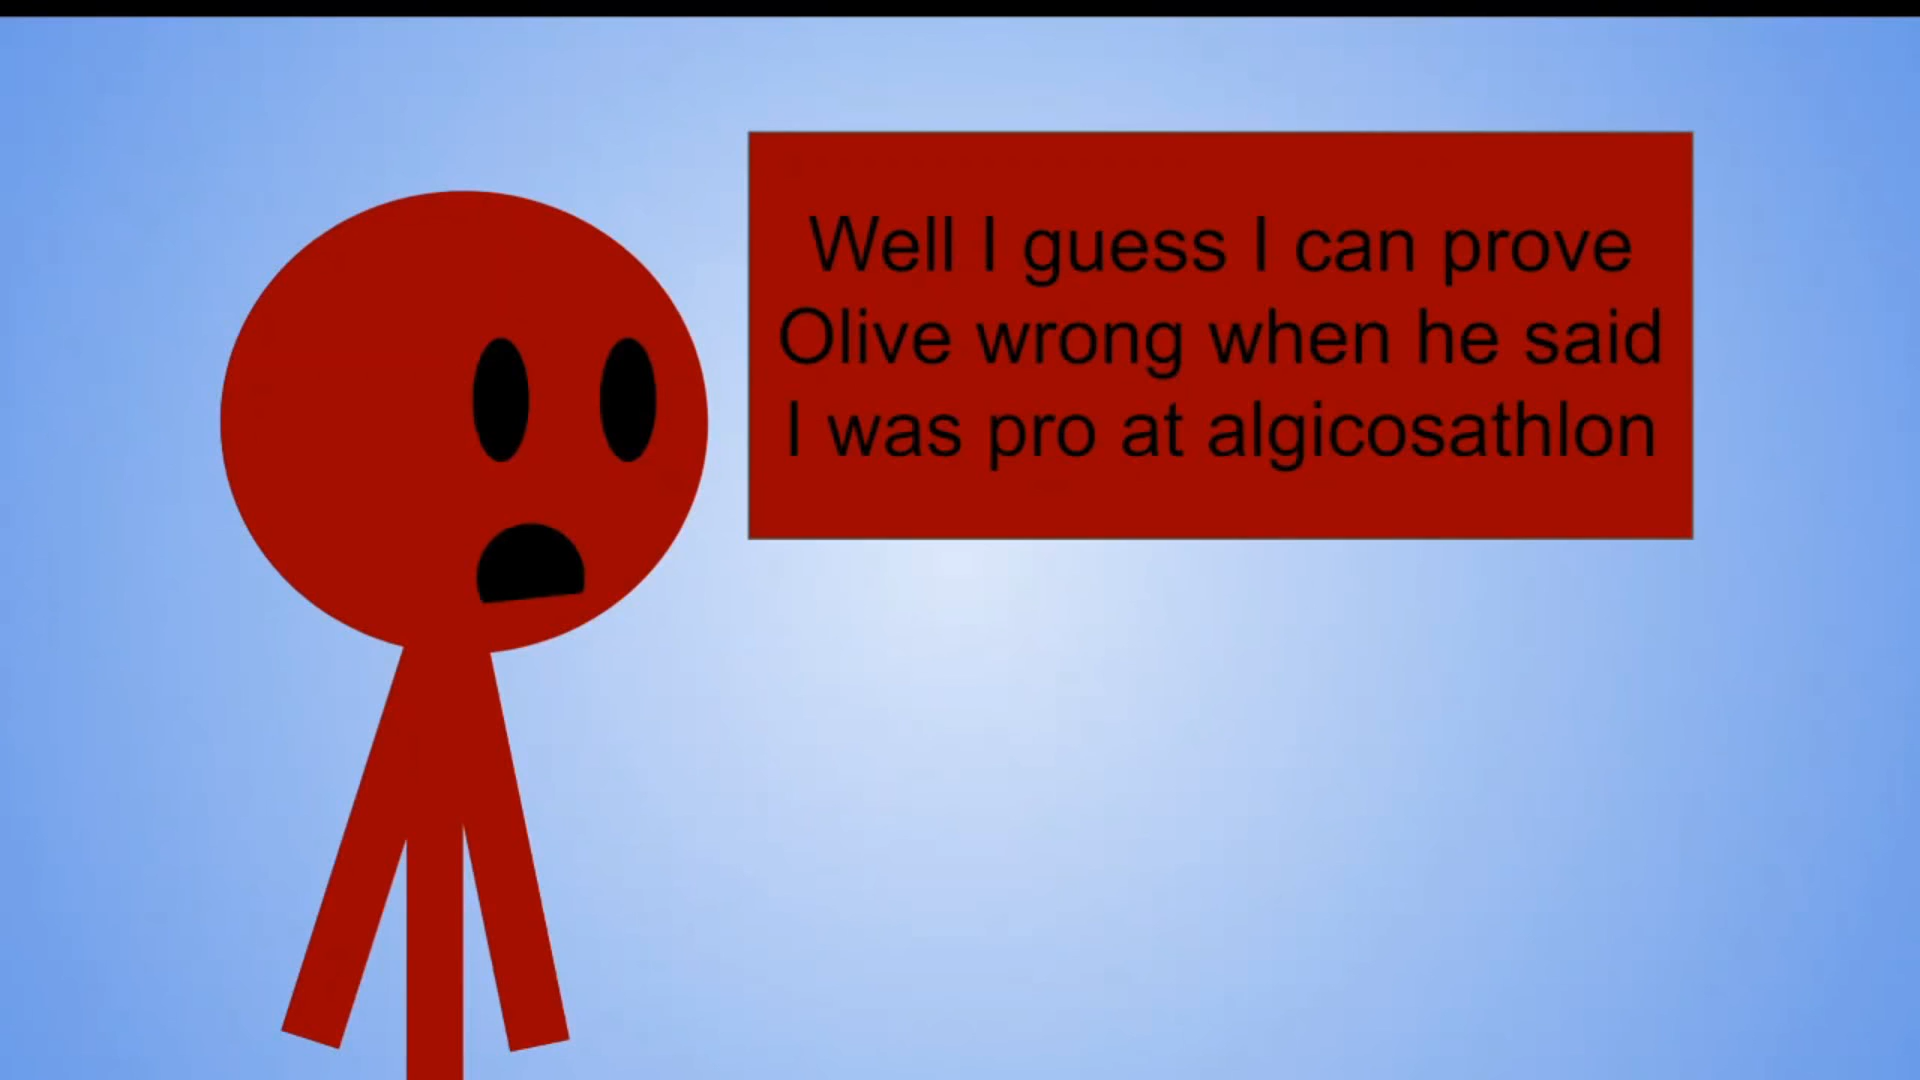 Well I guess I can prove
Olive wrong when he said
I was pro at algicosathlon